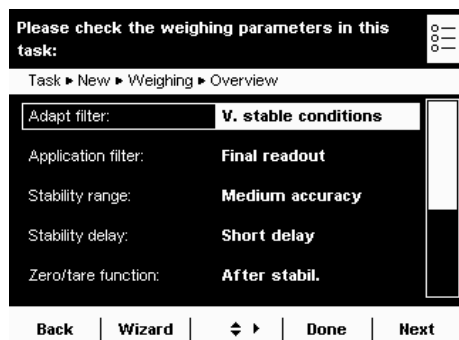 Please check the weighing parameters in this
task:
Task ▸ New ▸ Weighing ▸ Overview
Adapt filter: V. stable conditions
Application filter: Final readout
Stability range: Medium accuracy
Stability delay: Short delay
Zero/tare function: After stabil.
Back Wizard Done Next